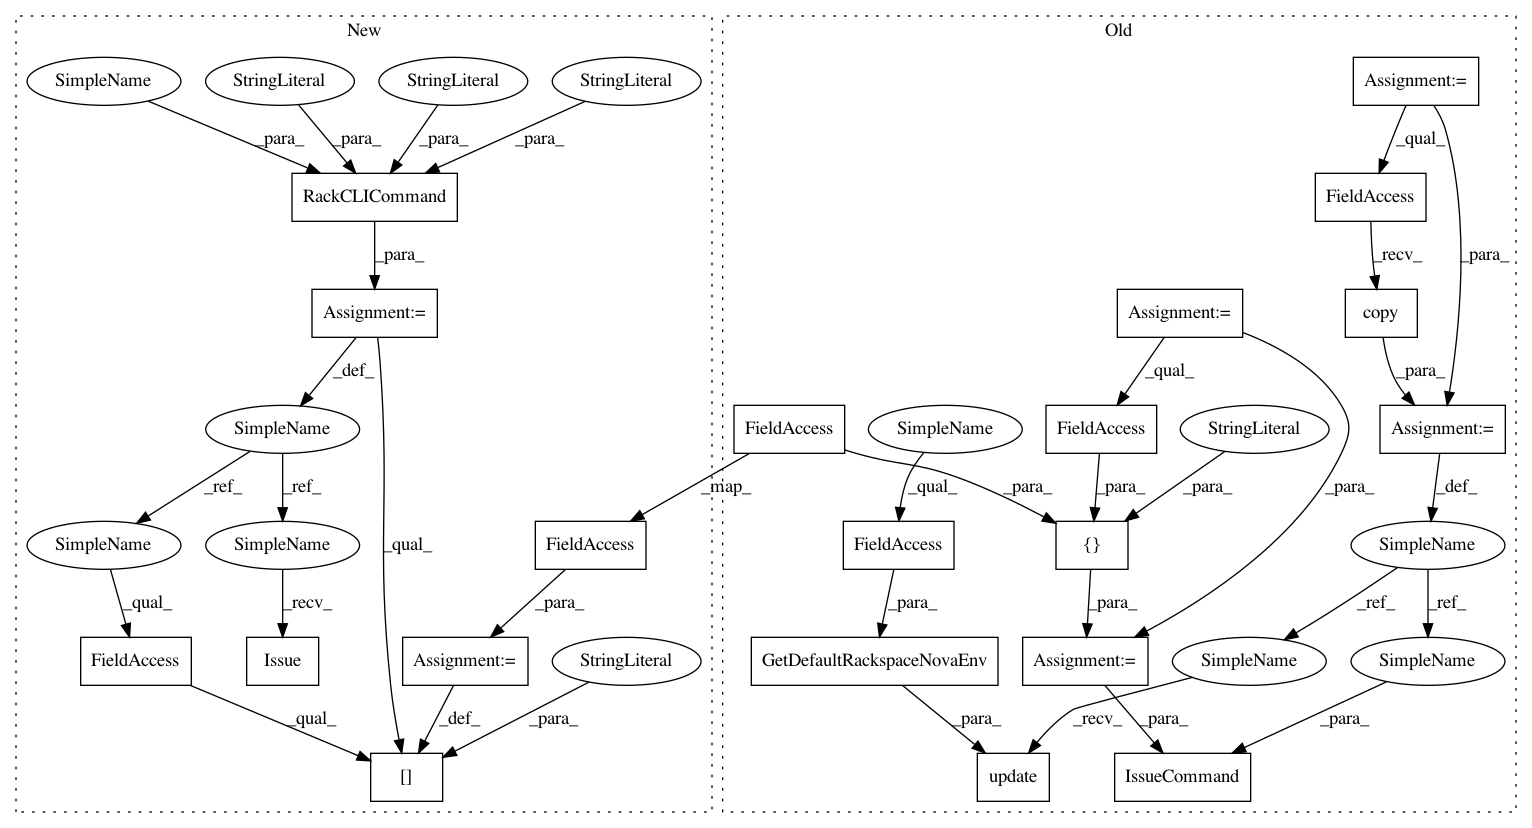 New
Old
SimpleName
StringLiteral
StringLiteral
StringLiteral
Assignment:=
_para_
_para_
_para_
_para_
_qual_
RackCLICommand
FieldAccess
_para_
_recv_
_para_
Assignment:=
Assignment:=
copy
_def_
_qual_
_para_
SimpleName
FieldAccess
SimpleName
FieldAccess
StringLiteral
Assignment:=
_ref_
_ref_
_map_
_qual_
_para_
_para_
_para_
_para_
_def_
SimpleName
SimpleName
_qual_
FieldAccess
FieldAccess
{}
SimpleName
_qual_
_recv_
_para_
_para_
_para_
_ref_
_ref_
FieldAccess
Issue
Assignment:=
StringLiteral
GetDefaultRackspaceNovaEnv
Assignment:=
SimpleName
SimpleName
_qual_
_def_
_para_
_para_
_recv_
_para_
_para_
[]
update
IssueCommand